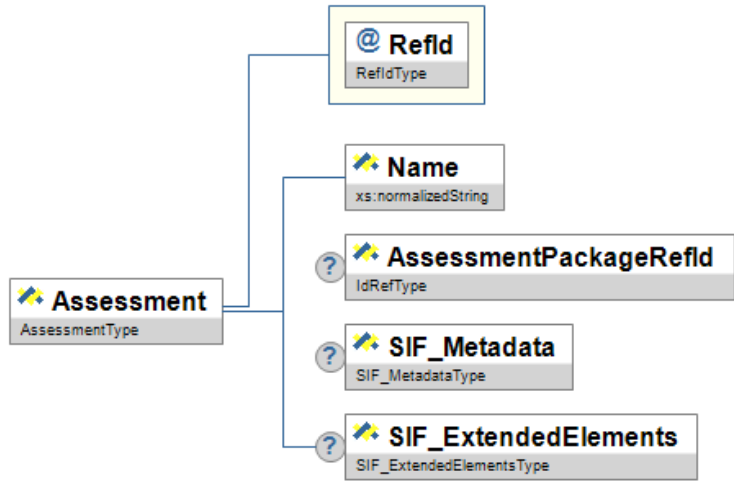 @ RefId
RefIdType
Name
xs:normalizedString
? AssessmentPackageRefId
IdRefType
Assessment
AssessmentType
? SIF_Metadata
SIF_MetadataType
? SIF_ExtendedElements
SIF_ExtendedElementsType